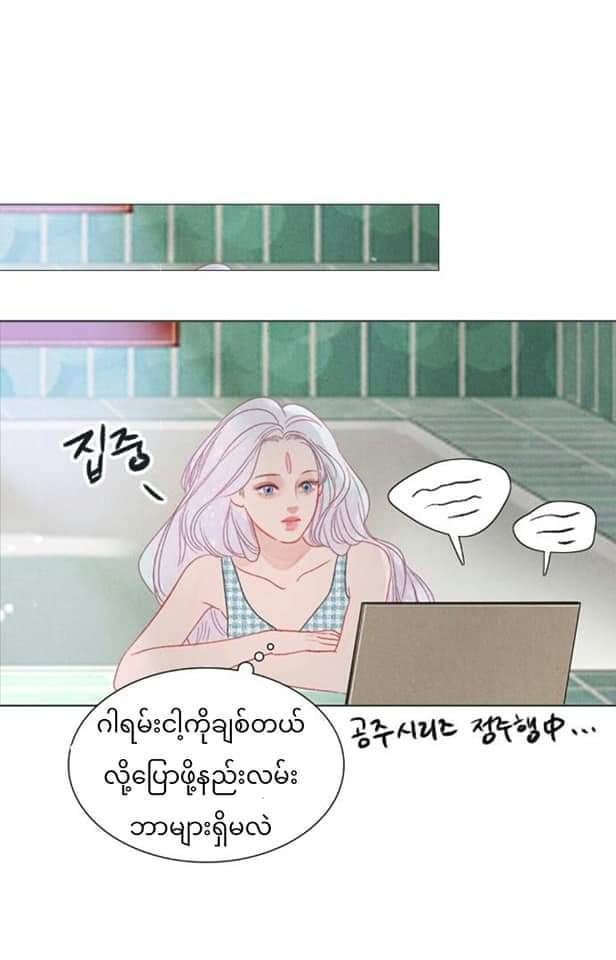 집중
ဂါရမ်းငါ့ကိုချစ်တယ်
လို့ပြောဖို့နည်းလမ်း
ဘာများရှိမလဲ
공주시리즈 정주행中...